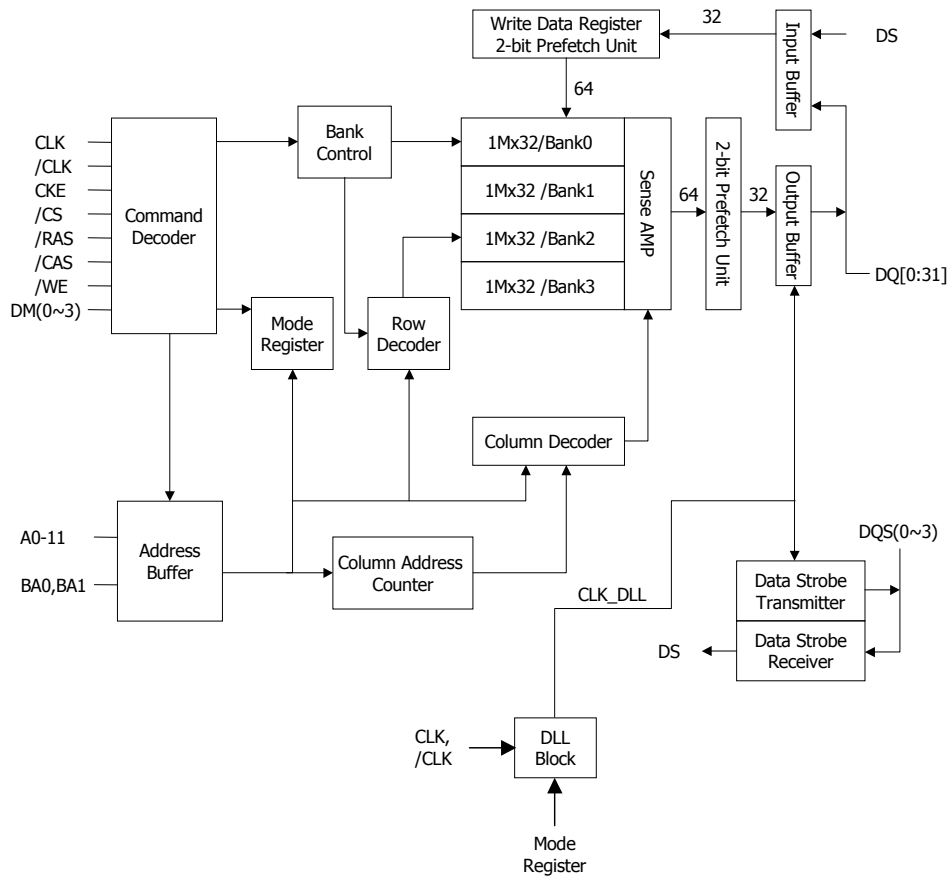 Write Data Register
2-bit Prefetch Unit
32
Input Buffer
DS
64
CLK
/CLK
CKE
/CS
/RAS
/CAS
/WE
DM(0~3)
Command
Decoder
Bank
Control
1Mx32/Bank0
1Mx32 /Bank1
1Mx32 /Bank2
1Mx32 /Bank3
Sense AMP
64
2-bit Prefetch Unit
32
Output Buffer
DQ[0:31]
Mode
Register
Row
Decoder
Column Decoder
A0-11
BA0,BA1
Address
Buffer
Column Address
Counter
CLK_DLL
DQS(0~3)
Data Strobe
Transmitter
Data Strobe
Receiver
DS
CLK,
/CLK
DLL
Block
Mode
Register